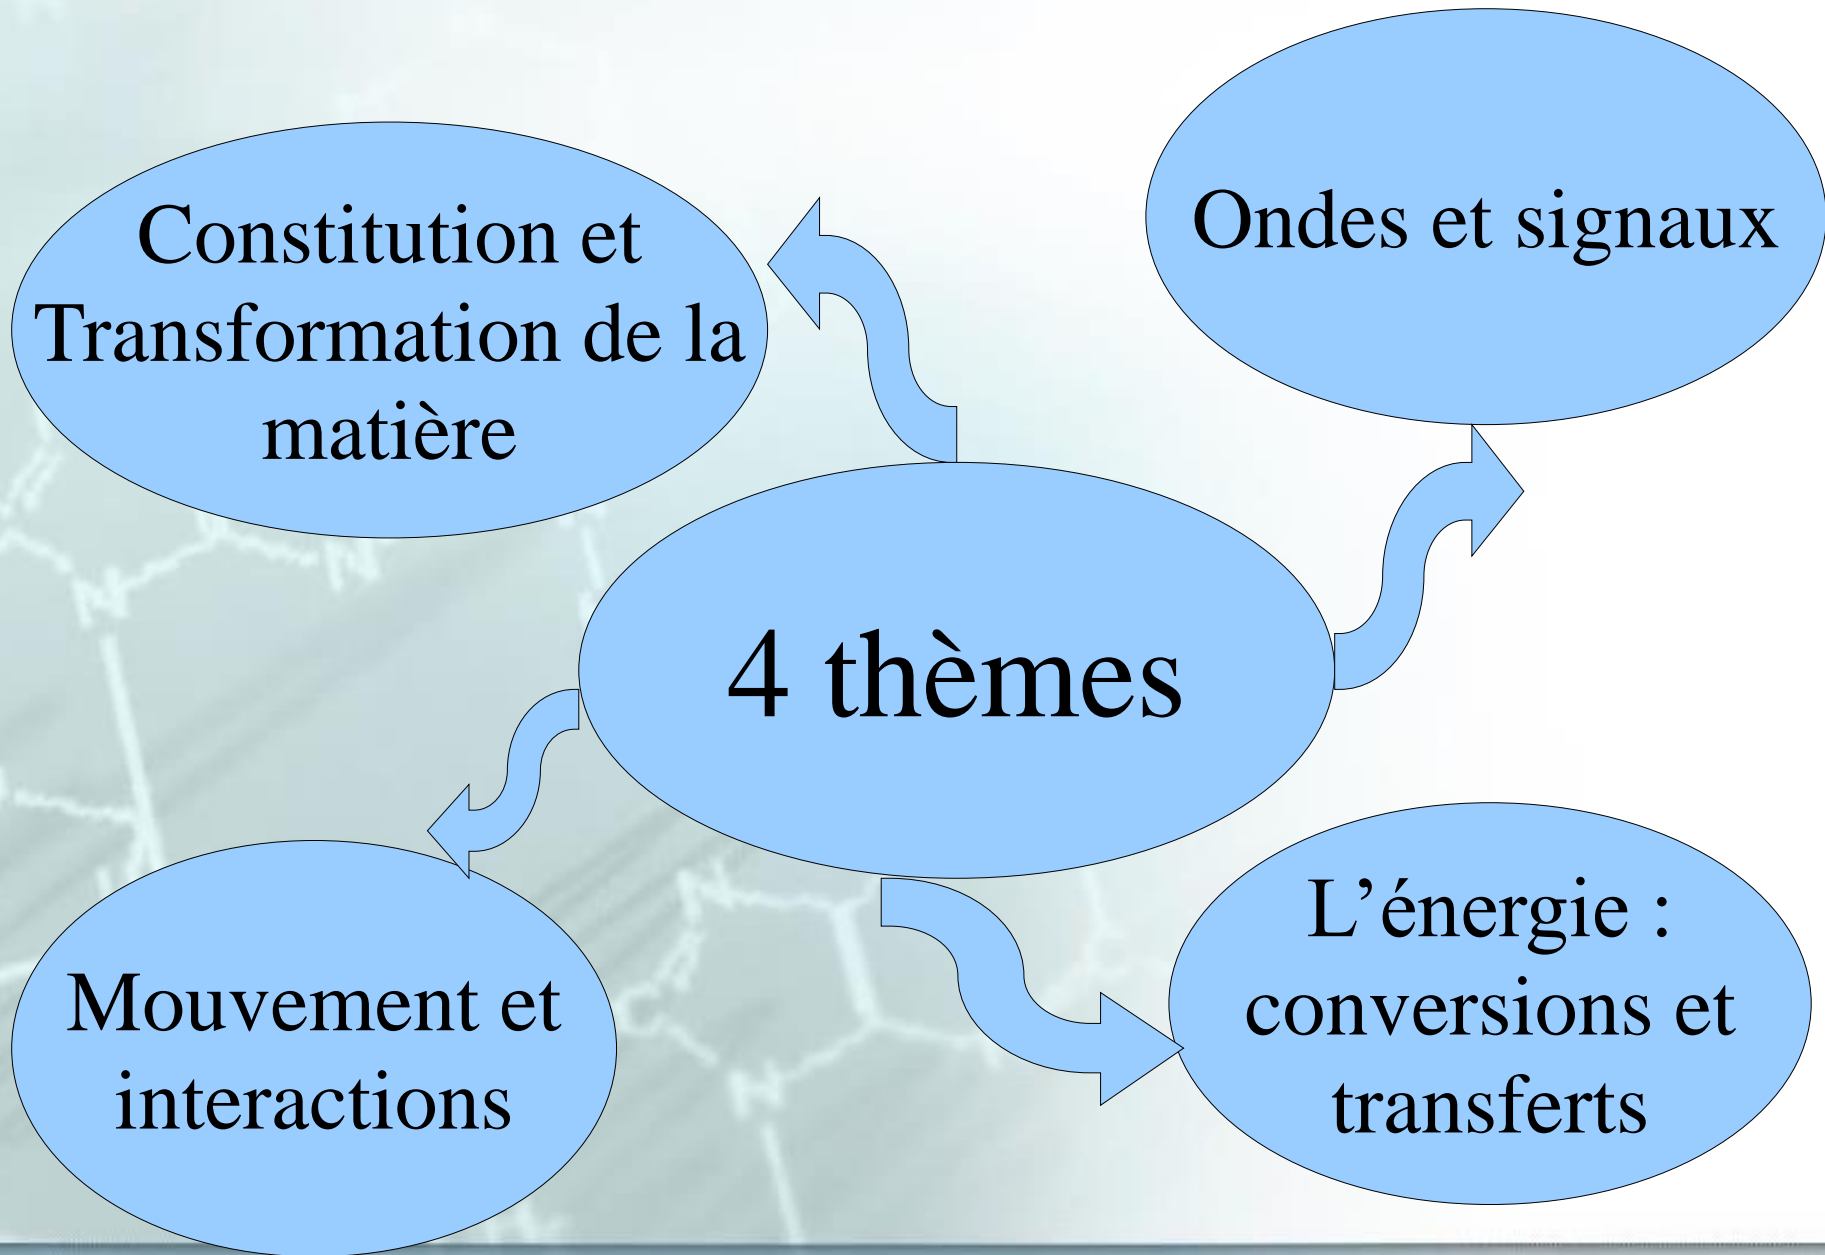 Constitution et
Transformation de la
matière
Ondes et signaux
4 thèmes
Mouvement et
interactions
L’énergie :
conversions et
transferts